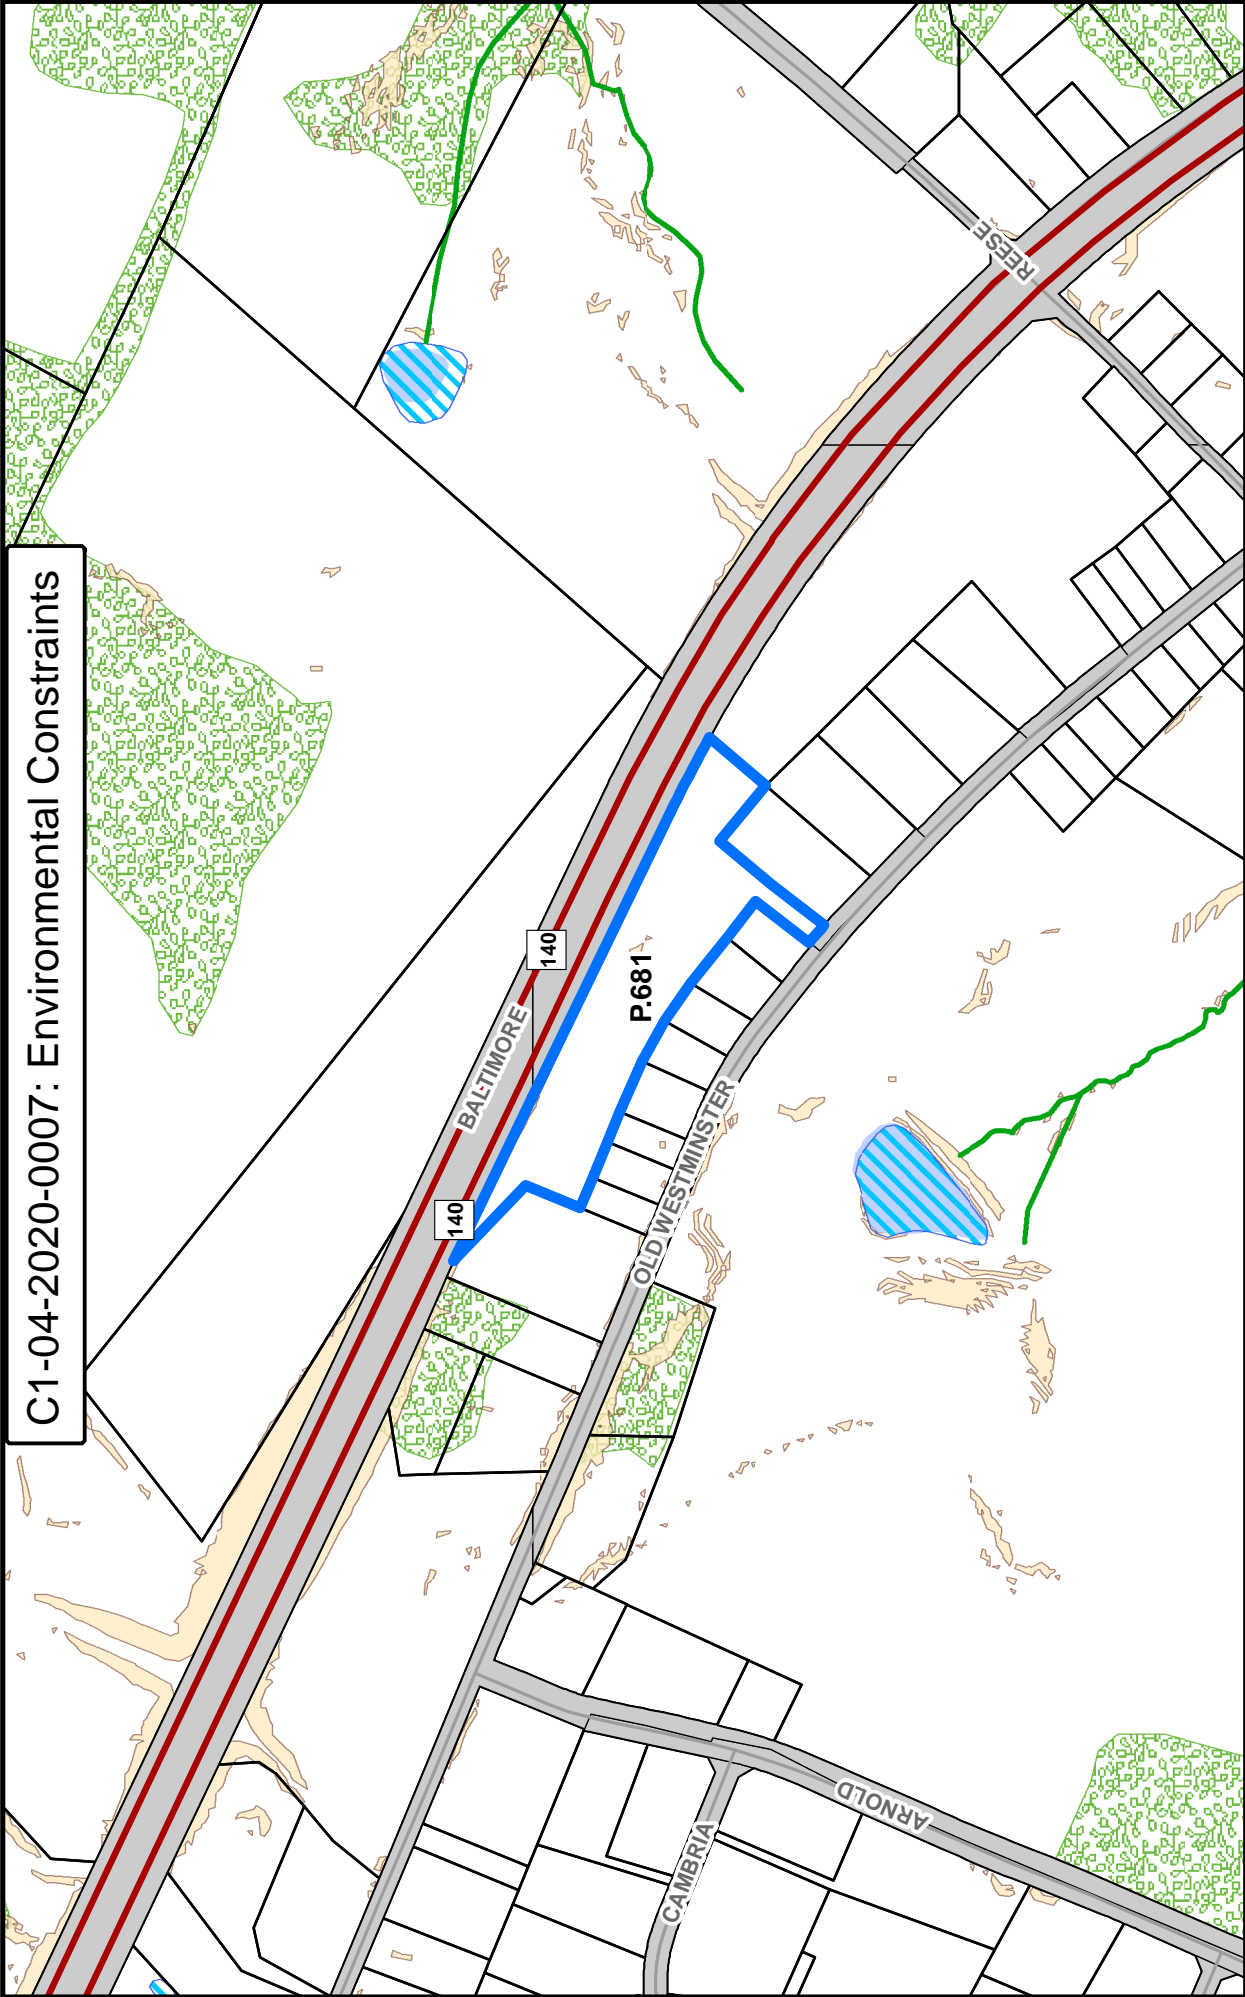 C1-04-2020-0007: Environmental Constraints
REESE
140
BALTIMORE
P.681
140
OLD WESTMINSTER
ARNOLD
CAMBRIA